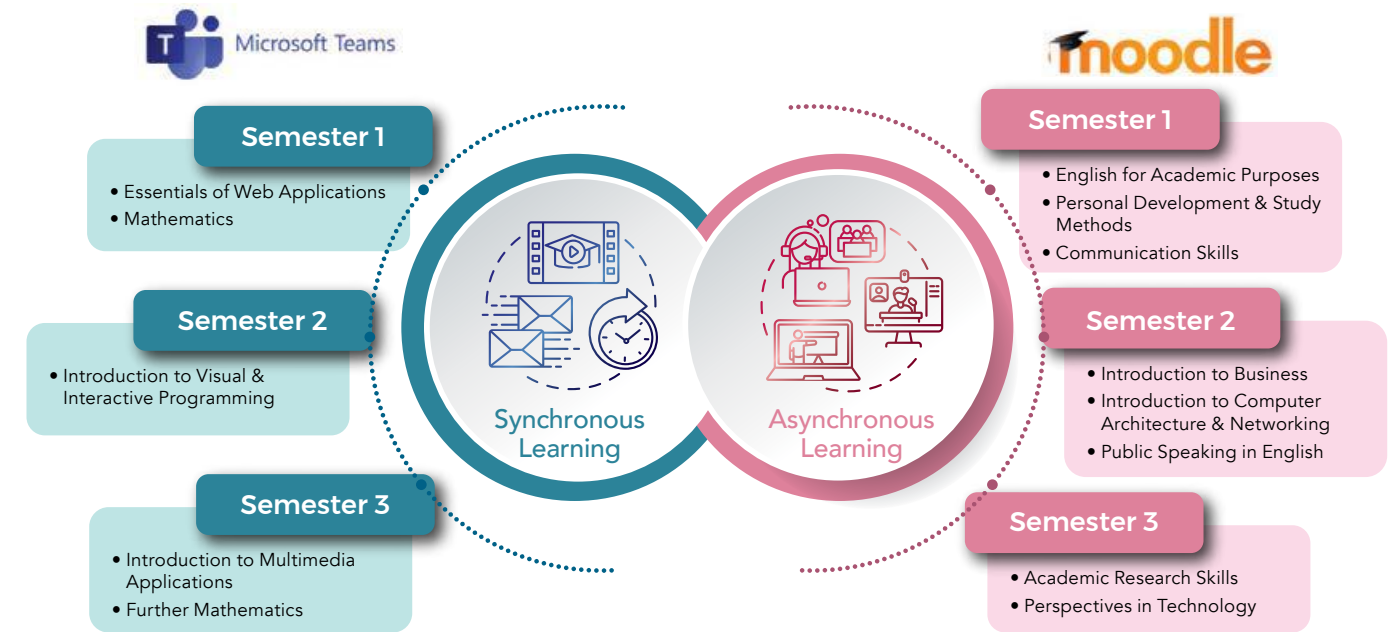 T
Microsoft Teams
moodle
Semester 1
• Essentials of Web Applications
• Mathematics
Semester 2
• Introduction to Visual &
Interactive Programming
Semester 3
• Introduction to Multimedia
Applications
• Further Mathematics
Synchronous
Learning
Asynchronous
Learning
Semester 1
• English for Academic Purposes
• Personal Development & Study
Methods
• Communication Skills
Semester 2
• Introduction to Business
• Introduction to Computer
Architecture & Networking
• Public Speaking in English
Semester 3
• Academic Research Skills
• Perspectives in Technology